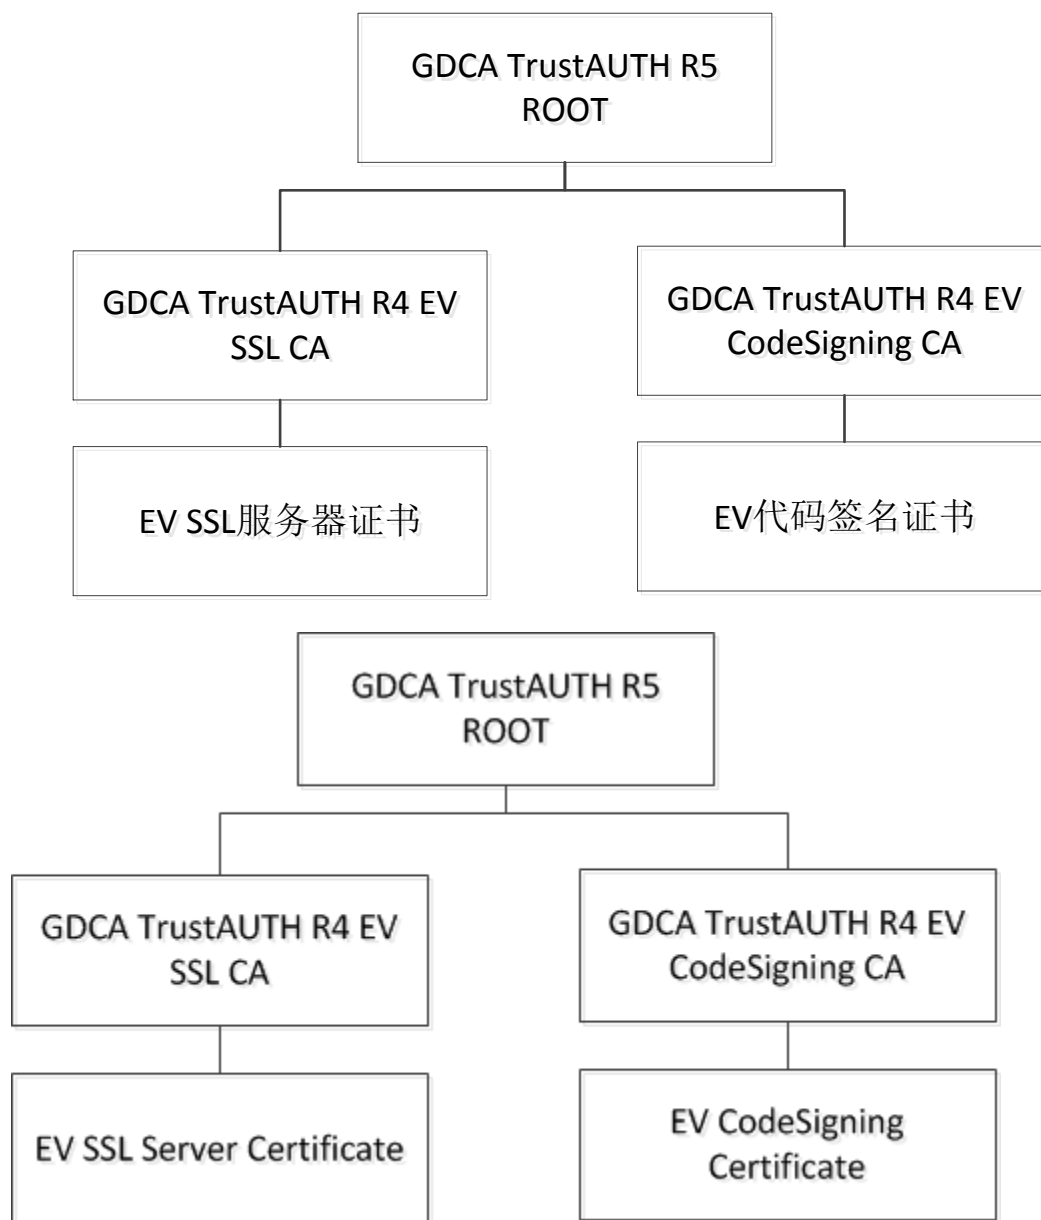 GDCA TrustAUTH R5
ROOT
GDCA TrustAUTH R4 EV
SSL CA
GDCA TrustAUTH R4 EV
CodeSigning CA
EV SSL服务器证书
EV代码签名证书
GDCA TrustAUTH R5
ROOT
GDCA TrustAUTH R4 EV
SSL CA
GDCA TrustAUTH R4 EV
CodeSigning CA
EV SSL Server Certificate
EV CodeSigning
Certificate